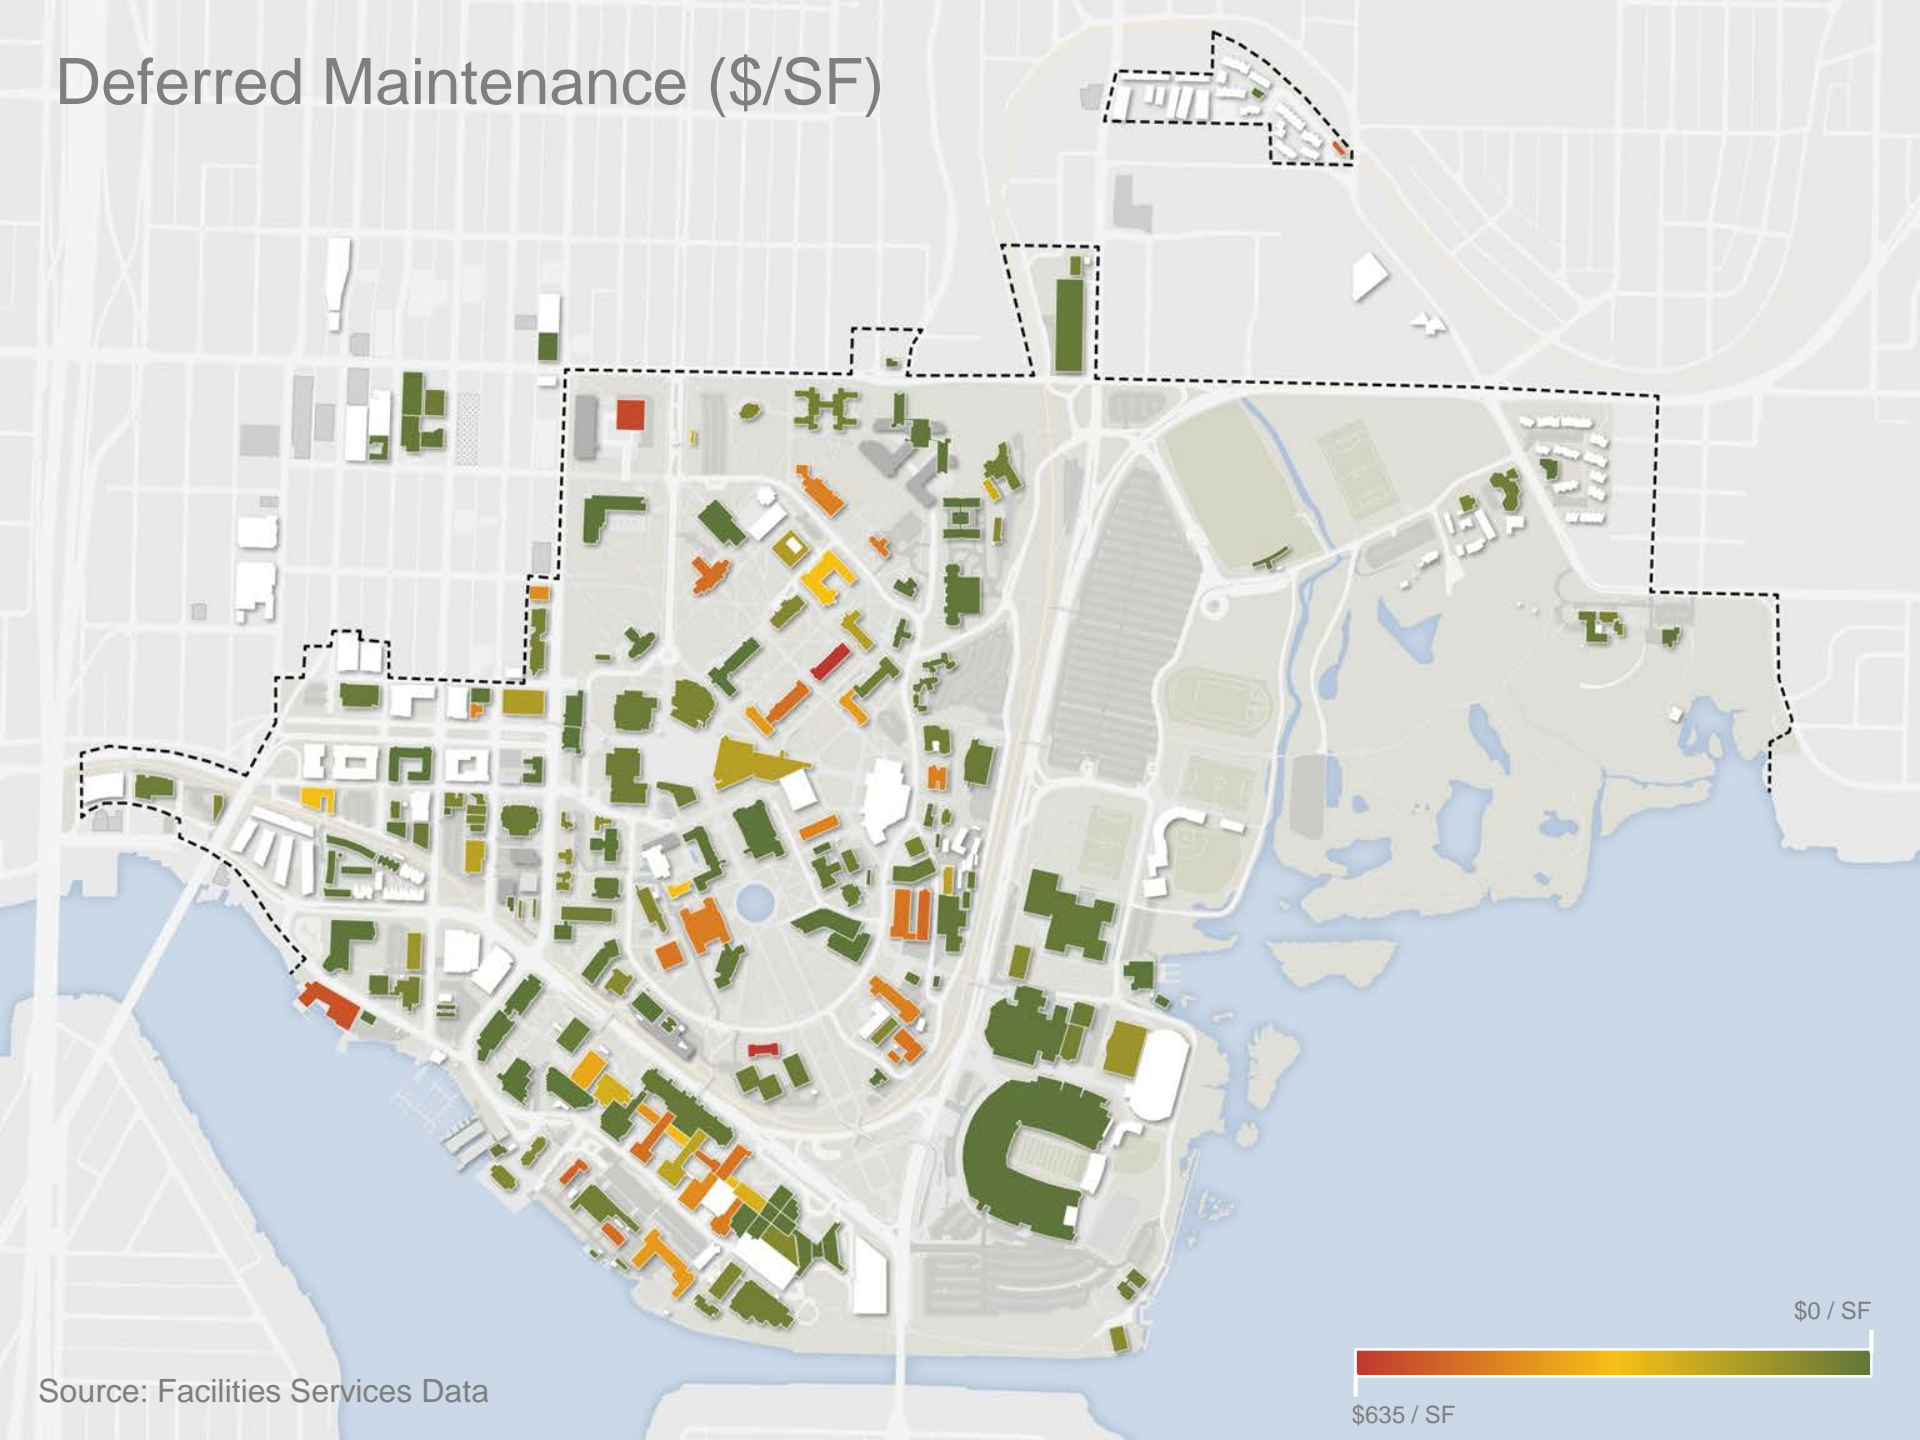 Deferred Maintenance ($/SF)
$0 / SF
Source: Facilities Services Data
$635 / SF